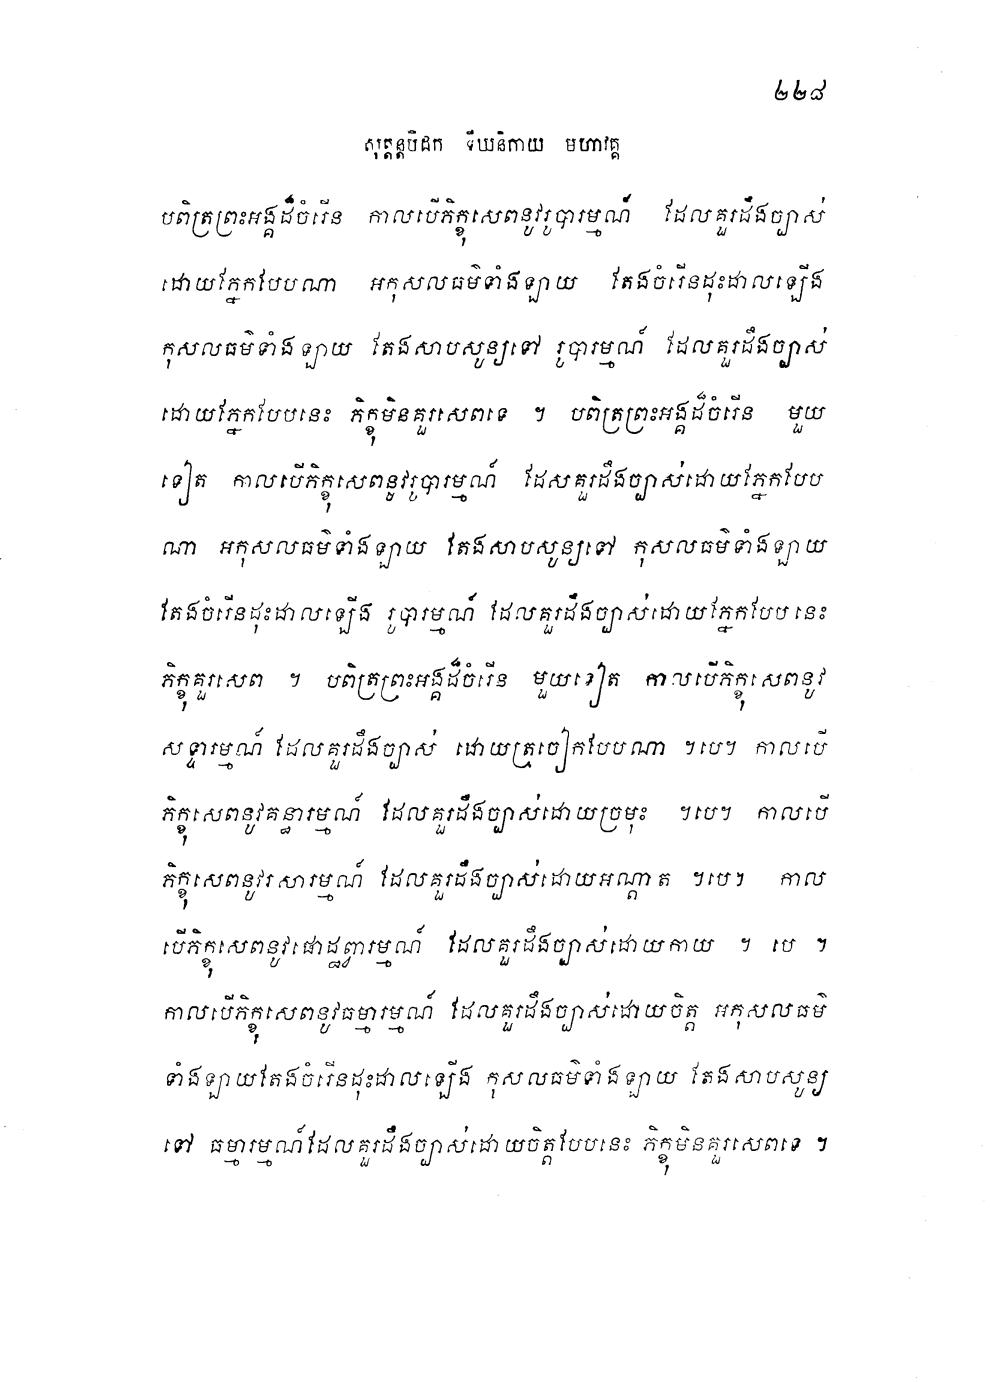 ២២៨
សុត្តន្តបិដក ទីឃនិកាយ មហាវគ្គ
បពិត្រព្រះអង្គដ៏ចំរើន កាលបើភិក្ខុសេពនូវរូបារម្មណ៍ ដែលគួរដឹងច្បាស់
ដោយភ្នែកបែបណា អកុសលធម៌ទាំងឡាយ តែងចំរើនដុះដាលឡើង
កុសលធម៌ទាំងឡាយ តែងសាបសូន្យទៅ រូបារម្មណ៍ ដែលគួរដឹងច្បាស់
ដោយភ្នែកបែបនេះ ភិក្ខុមិនគួរសេពទេ ។ បពិត្រព្រះអង្គដ៏ចំរើន មួយ
ទៀត កាលបើភិក្ខុសេពនូវរូបារម្មណ៍ ដែលគួរដឹងច្បាស់ដោយភ្នែកបែប
ណា អកុសលធម៌ទាំងឡាយ តែងសាបសូន្យទៅ កុសលធម៌ទាំងឡាយ
តែងចំរើនដុះដាលឡើង រូបារម្មណ៍ ដែលគួរដឹងច្បាស់ដោយភ្នែកបែបនេះ
ភិក្ខុគួរសេព ។ បពិត្រព្រះអង្គដ៏ចំរើន មួយទៀត កាលបើភិក្ខុសេពនូវ
សទ្ទារម្មណ៍ ដែលគួរដឹងច្បាស់ ដោយត្រចៀកបែបណា ។បេ។ កាលបើ
ភិក្ខុសេពនូវគន្ធារម្មណ៍ ដែលគួរដឹងច្បាស់ដោយច្រមុះ ។បេ។ កាលបើ
ភិក្ខុសេពនូវរសារម្មណ៍ ដែលគួរដឹងច្បាស់ដោយអណ្តាត ។បេ។ កាល
បើភិក្ខុសេពនូវផោដ្ឋព្វារម្មណ៍ ដែលគួរដឹងច្បាស់ដោយកាយ ។ បេ ។
កាលបើភិក្ខុសេពនូវធម្មារម្មណ៍ ដែលគួរដឹងច្បាស់ដោយចិត្ត អកុសលធម៌
ទាំងឡាយតែងចំរើនដុះដាលឡើង កុសលធម៌ទាំងឡាយ តែងសាបសូន្យ
ទៅ ធម្មារម្មណ៍ដែលគួរដឹងច្បាស់ដោយចិត្តបែបនេះ ភិក្ខុមិនគួរសេពទេ ។